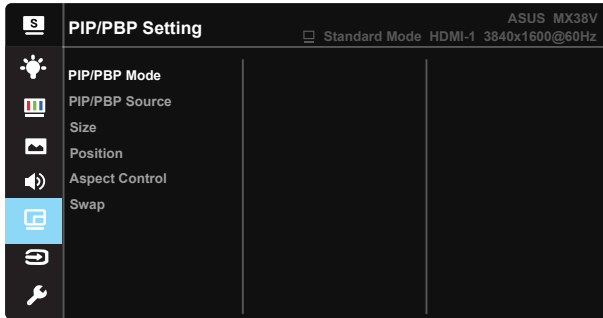 S
PIP/PBP Setting
ASUS MX38V
Standard Mode HDMI-1 3840x1600@60Hz
PIP/PBP Mode
PIP/PBP Source
Size
Position
Aspect Control
Swap